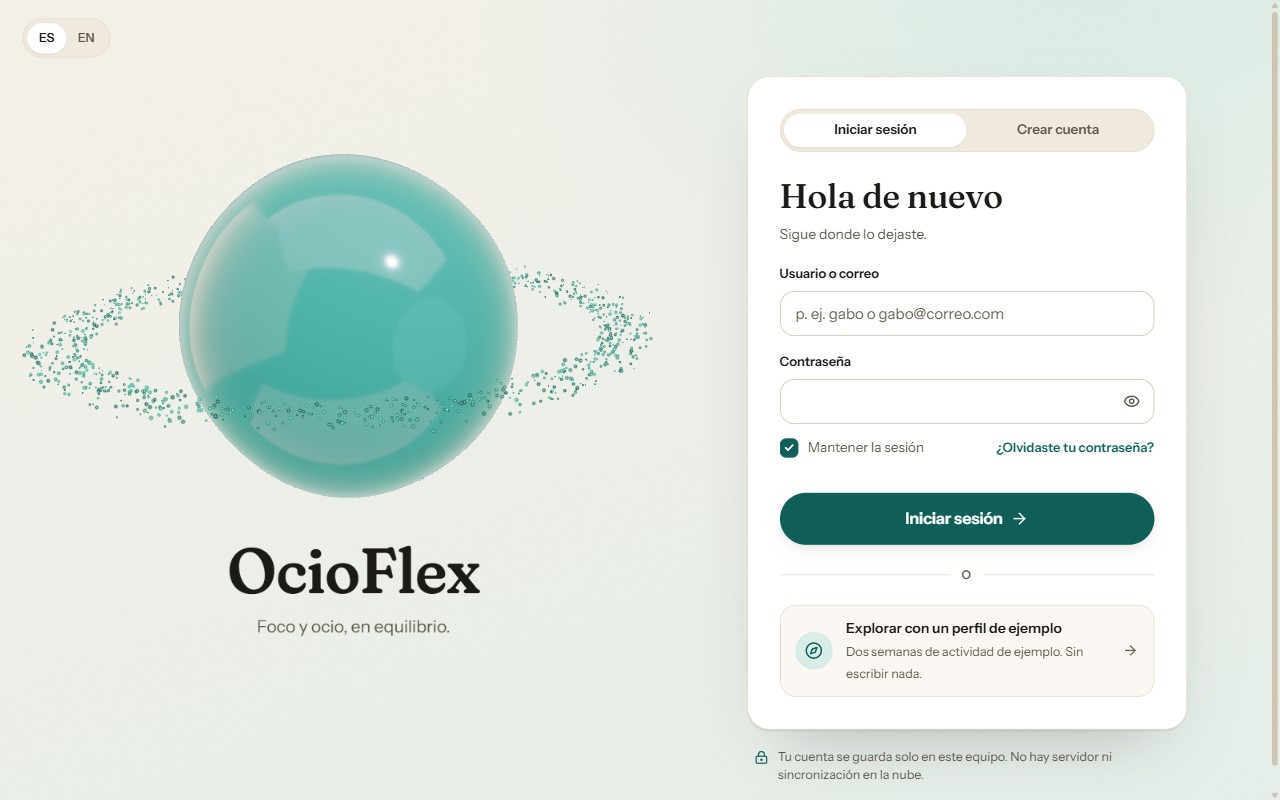 ES EN
Iniciar sesión Crear cuenta
Hola de nuevo
Sigue donde lo dejaste.
Usuario o correo
p. ej. gabo o gabo@correo.com
Contraseña
Mantener la sesión ¿Olvidaste tu contraseña?
Iniciar sesión →
O
Explorar con un perfil de ejemplo
Dos semanas de actividad de ejemplo. Sin
escribir nada.
Tu cuenta se guarda solo en este equipo. No hay servidor ni
sincronización en la nube.
OcioFlex
Foco y ocio, en equilibrio.